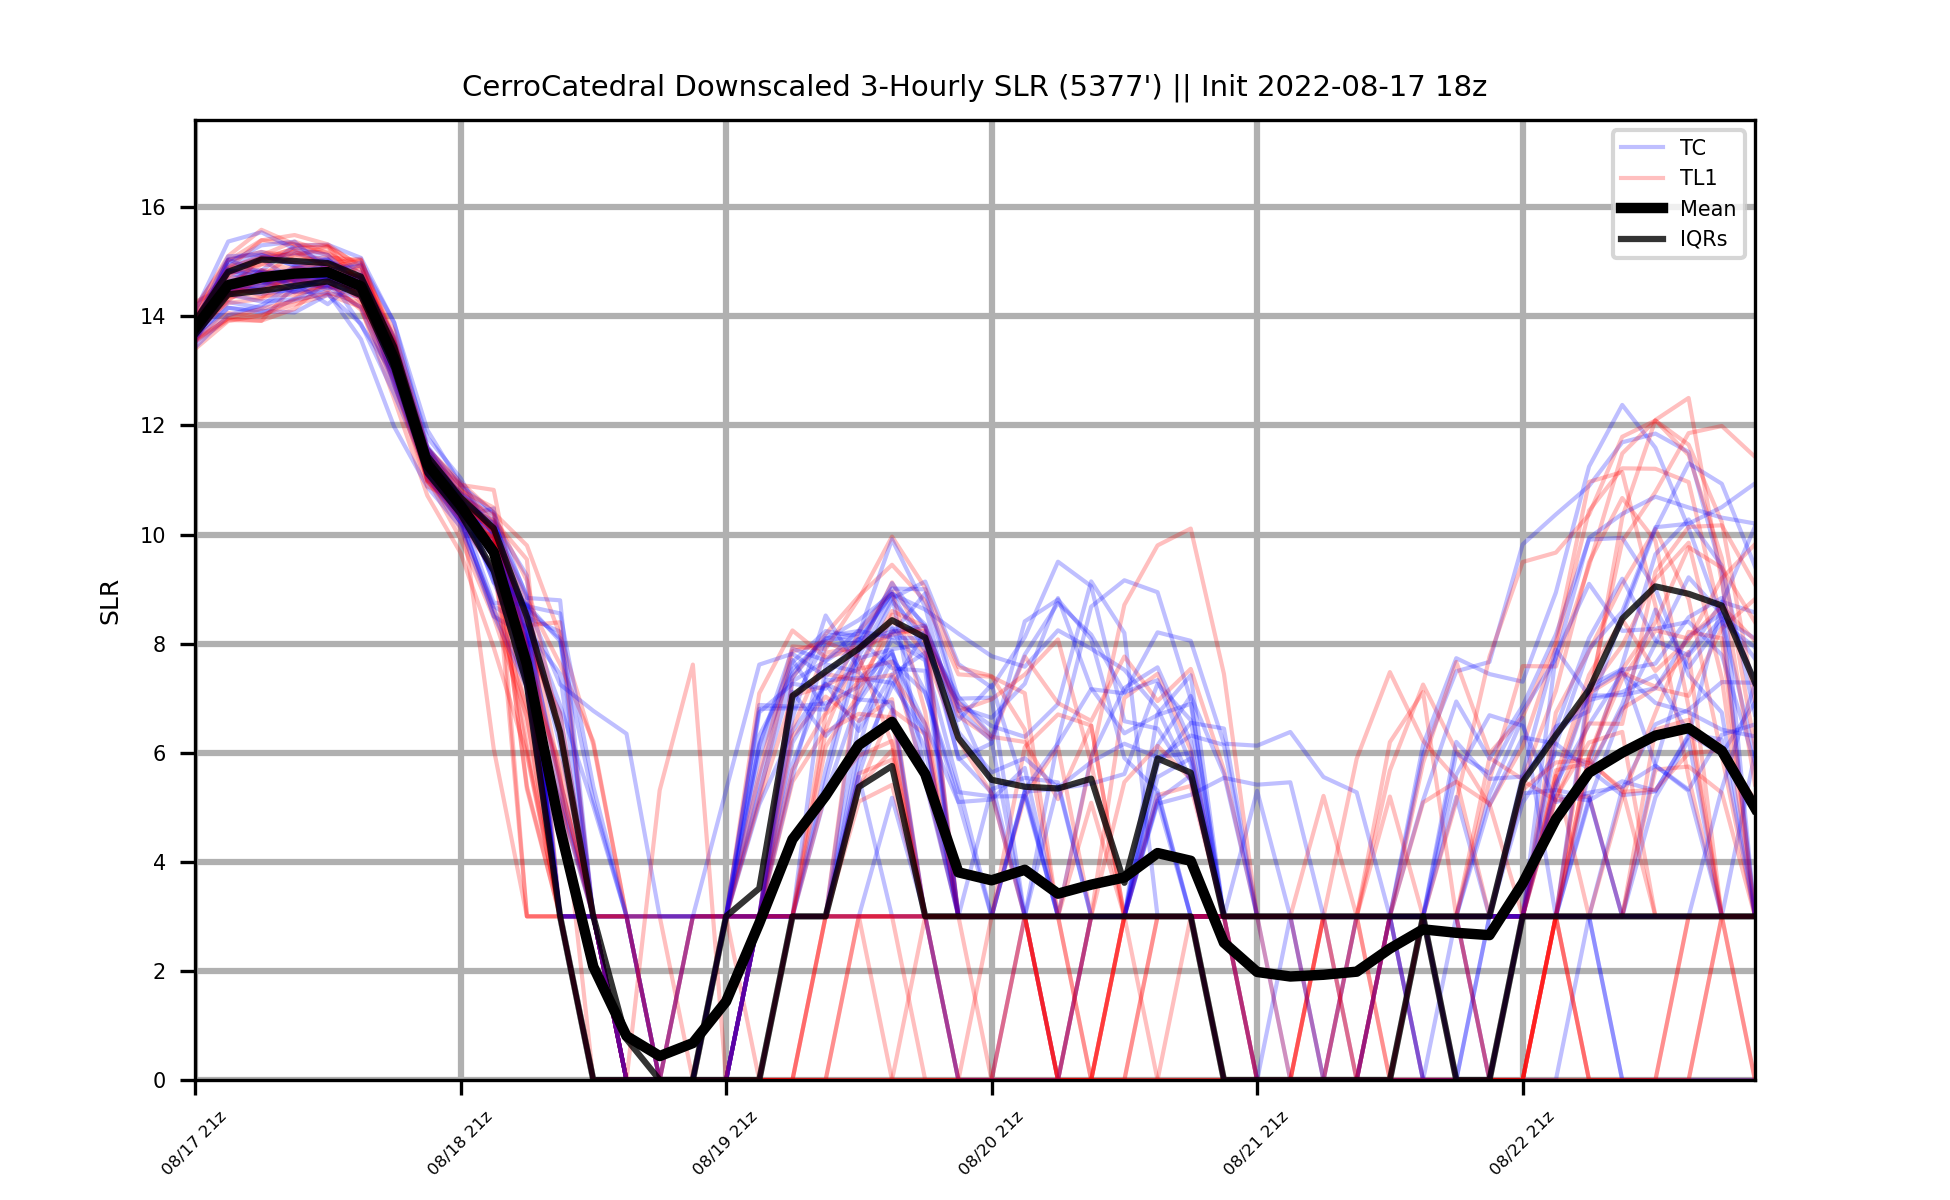 CerroCatedral Downscaled 3-Hourly SLR (5377') || Init 2022-08-17 18z
TC
TL1
Mean
IQRs
SLR
16
14
12
10
8
6
4
2
0
08/17 21z
08/18 21z
08/19 21z
08/20 21z
08/21 21z
08/22 21z